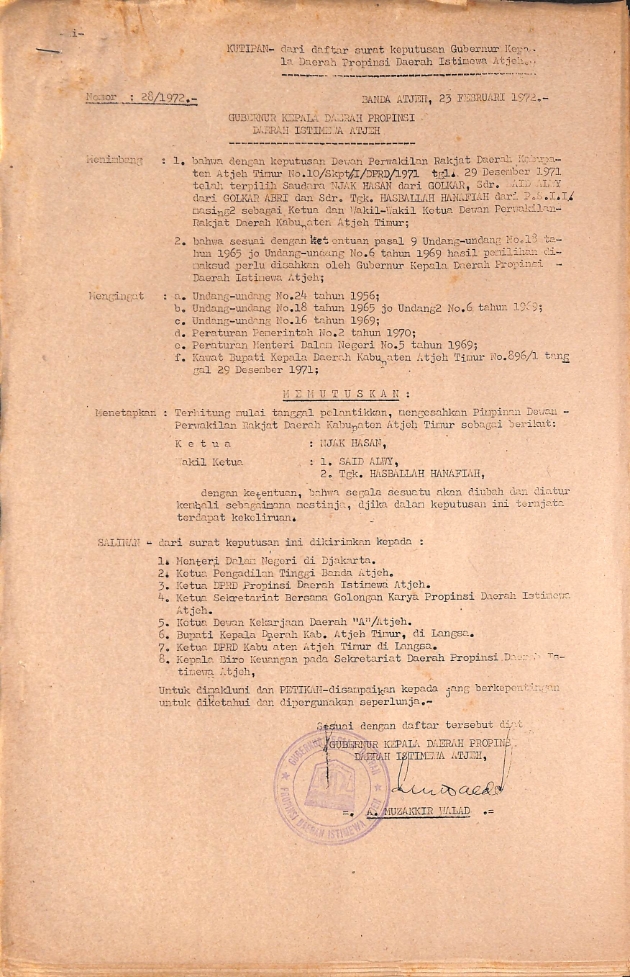 -i-
KUTIPAN- dari daftar surat keputusan Gubernur Kepa-
la Daerah Propinsi Daerah Istimewa Atjeh.
Nomor : 28/1972.-
BANDA ATJEH, 23 FEBRUARI 1972.-
GUBERNUR KEPALA DAERAH PROPINSI
DAERAH ISTIMEWA ATJEH
Menimbang : 1. bahwa dengan keputusan Dewan Perwakilan Rakjat Daerah Kabupa-
ten Atjeh Timur No.10/Skpt/I/DPRD/1971 tgl. 29 Desember 1971
telah terpilih Saudara NJAK HASAN dari GOLKAR, Sdr. SAID ALWY
dari GOLKAR ABRI dan Sdr. Tgk. HASBALLAH HANAFIAH dari P.S.I.I/
masing2 sebagai Ketua dan Wakil-Wakil Ketua Dewan Perwakilan-
Rakjat Daerah Kabupaten Atjeh Timur;
2. bahwa sesuai dengan ketentuan pasal 9 Undang-undang No.18 ta-
hun 1965 jo Undang-undang No.6 tahun 1969 hasil pemilihan di-
maksud perlu disahkan oleh Gubernur Kepala Daerah Propinsi -
Daerah Istimewa Atjeh;
Mengingat : a. Undang-undang No.24 tahun 1956;
b. Undang-undang No.18 tahun 1965 jo Undang2 No.6 tahun 1969;
c. Undang-undang No.16 tahun 1969;
d. Peraturan Pemerintah No.2 tahun 1970;
e. Peraturan Menteri Dalam Negeri No.5 tahun 1969;
f. Kawat Bupati Kepala Daerah Kabupaten Atjeh Timur No.896/1 tang
gal 29 Desember 1971;
M E M U T U S K A N :
Menetapkan : Terhitung mulai tanggal pelantikkan, mengesahkan Pimpinan Dewan -
Perwakilan Rakjat Daerah Kabupaten Atjeh Timur sebagai berikut:
K e t u a : NJAK HASAN,
Wakil Ketua : 1. SAID ALWY,
2. Tgk. HASBALLAH HANAFIAH,
dengan ketentuan, bahwa segala sesuatu akan diubah dan diatur
kembali sebagaimana mestinja, djika dalam keputusan ini ternjata
terdapat kekeliruan.
SALINAN - dari surat keputusan ini dikirimkan kepada :
1. Menteri Dalam Negeri di Djakarta.
2. Ketua Pengadilan Tinggi Banda Atjeh.
3. Ketua DPRD Propinsi Daerah Istimewa Atjeh.
4. Ketua Sekretariat Bersama Golongan Karya Propinsi Daerah Istimewa
Atjeh.
5. Ketua Dewan Kekarjaan Daerah "A"/Atjeh.
6. Bupati Kepala Daerah Kab. Atjeh Timur, di Langsa.
7. Ketua DPRD Kabu aten Atjeh Timur di Langsa.
8. Kepala Biro Keuangan pada Sekretariat Daerah Propinsi Daerah Is-
timewa Atjeh,
Untuk dimaklumi dan PETIKAN-disampaikan kepada jang berkepentingan
untuk diketahui dan dipergunakan seperlunja.-
Sesuai dengan daftar tersebut diat
GUBERNUR KEPALA DAERAH PROPINSI
DAERAH ISTIMEWA ATJEH,
=. A. MUZAKKIR WALAD .=